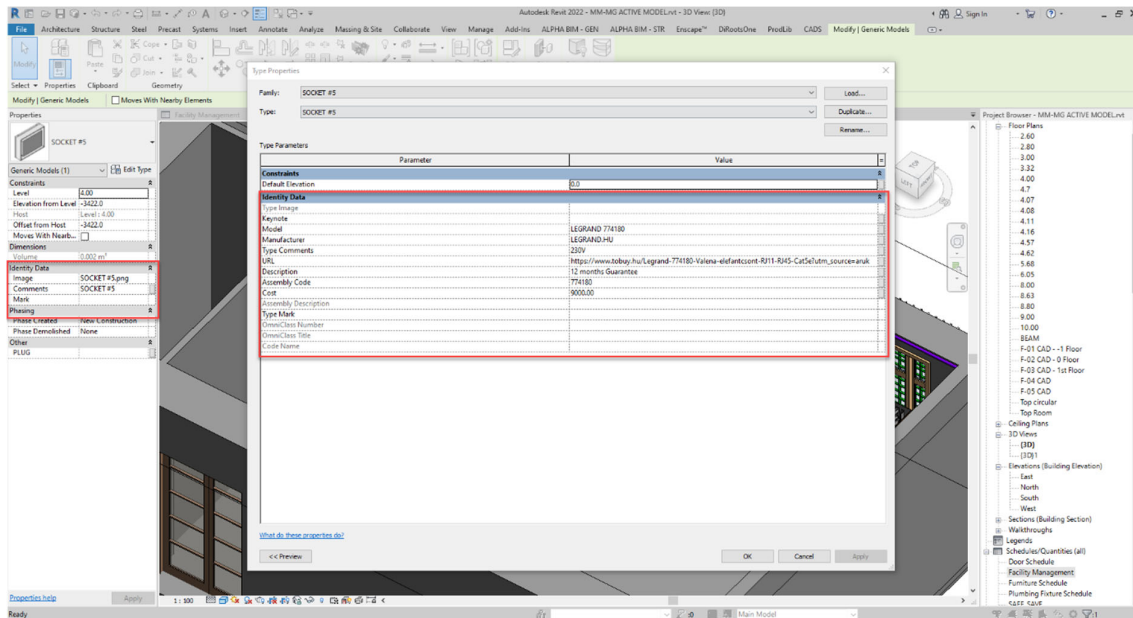 Autodesk Revit 2022 - MM-MG ACTIVE MODEL.rvt - 3D View: {3D}
Sign In
File Architecture Structure Steel Precast Systems Insert Annotate Analyze Massing & Site Collaborate View Manage Add-Ins ALPHA BIM - GEN ALPHA BIM - STR Enscape™ DiRootsOne ProdLib CADS Modify | Generic Models
Modify
Paste
Cope
Cut
Join
Select Properties Clipboard Geometry
Modify | Generic Models Moves With Nearby Elements
Properties
Facility Management
SOCKET #5
Generic Models (1) Edit Type
Constraints
Level 4.00
Elevation from Level -3422.0
Host Level : 4.00
Offset from Host -3422.0
Moves With Nearb...
Dimensions
Volume 0.002 m³
Identity Data
Image SOCKET #5.png
Comments SOCKET #5
Mark
Phasing
Phase Created New Construction
Phase Demolished None
Other
PLUG
Properties help Apply
Ready
Type Properties
Family: SOCKET #5 Load...
Type: SOCKET #5 Duplicate...
Rename...
Type Parameters
Parameter Value =
Constraints
Default Elevation 0.0
Identity Data
Type Image
Keynote
Model LEGRAND 774180
Manufacturer LEGRAND.HU
Type Comments 230V
URL https://www.tobuy.hu/Legrand-774180-Valena-elefantcsont-RJ11-RJ45-Cat5e?utm_source=aruk
Description 12 months Guarantee
Assembly Code 774180
Cost 9000.00
Assembly Description
Type Mark
OmniClass Number
OmniClass Title
Code Name
What do these properties do?
<< Preview OK Cancel Apply
1 : 100
:0 Main Model
Project Browser - MM-MG ACTIVE MODEL.rvt
Floor Plans
2.60
2.80
3.00
3.32
4.00
4.7
4.07
4.08
4.11
4.16
4.57
4.62
5.68
6.05
8.00
8.63
8.80
9.00
10.00
BEAM
F-01 CAD - -1 Floor
F-02 CAD - 0 Floor
F-03 CAD - 1st Floor
F-04 CAD
F-05 CAD
Top circular
Top Room
Ceiling Plans
3D Views
{3D}
{3D}1
Elevations (Building Elevation)
East
North
South
West
Sections (Building Section)
Walkthroughs
Legends
Schedules/Quantities (all)
Door Schedule
Facility Management
Furniture Schedule
Plumbing Fixture Schedule
SAFE SAVE